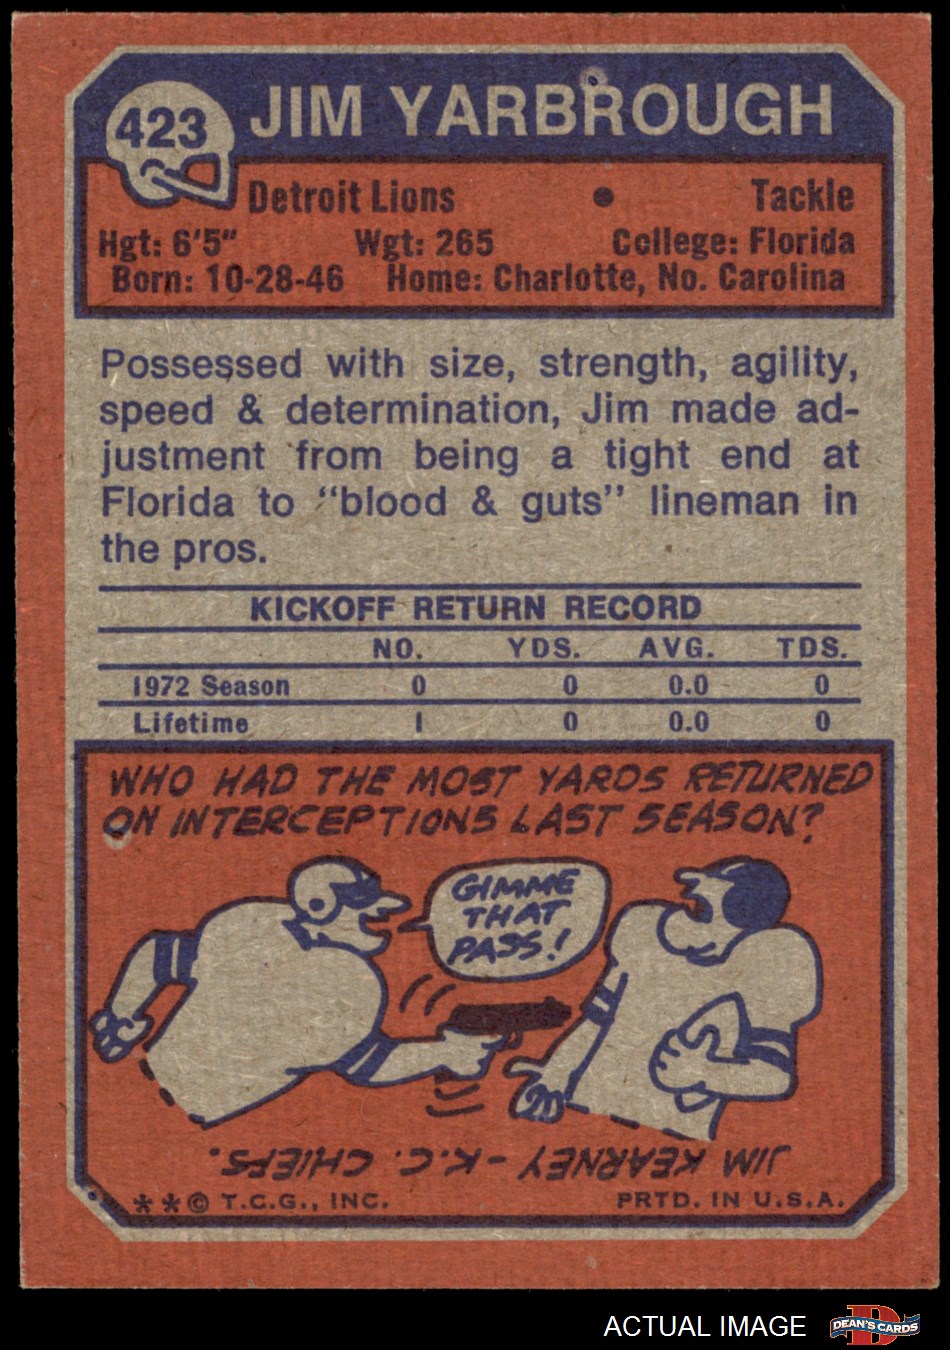 423 JIM YARBROUGH
Detroit Lions • Tackle
Hgt: 6'5" Wgt: 265 College: Florida
Born: 10-28-46 Home: Charlotte, No. Carolina
Possessed with size, strength, agility,
speed & determination, Jim made ad-
justment from being a tight end at
Florida to "blood & guts" lineman in
the pros.
KICKOFF RETURN RECORD
NO. YDS. AVG. TDS.
1972 Season 0 0 0.0 0
Lifetime 1 0 0.0 0
WHO HAD THE MOST YARDS RETURNED
ON INTERCEPTIONS LAST SEASON?
GIMME
THAT
PASS!
JIM KEARNEY - K.C. CHIEFS.
**© T.C.G., INC. PRTD. IN U.S.A.
ACTUAL IMAGE D DEAN'S CARDS